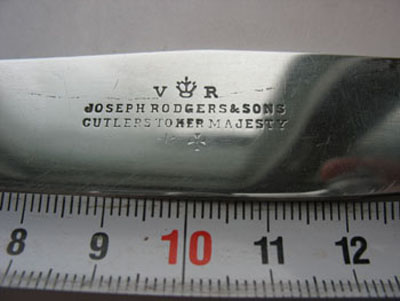 V R
JOSEPH RODGERS & SONS
CUTLERS TO HER MAJESTY
8 9 10 11 12